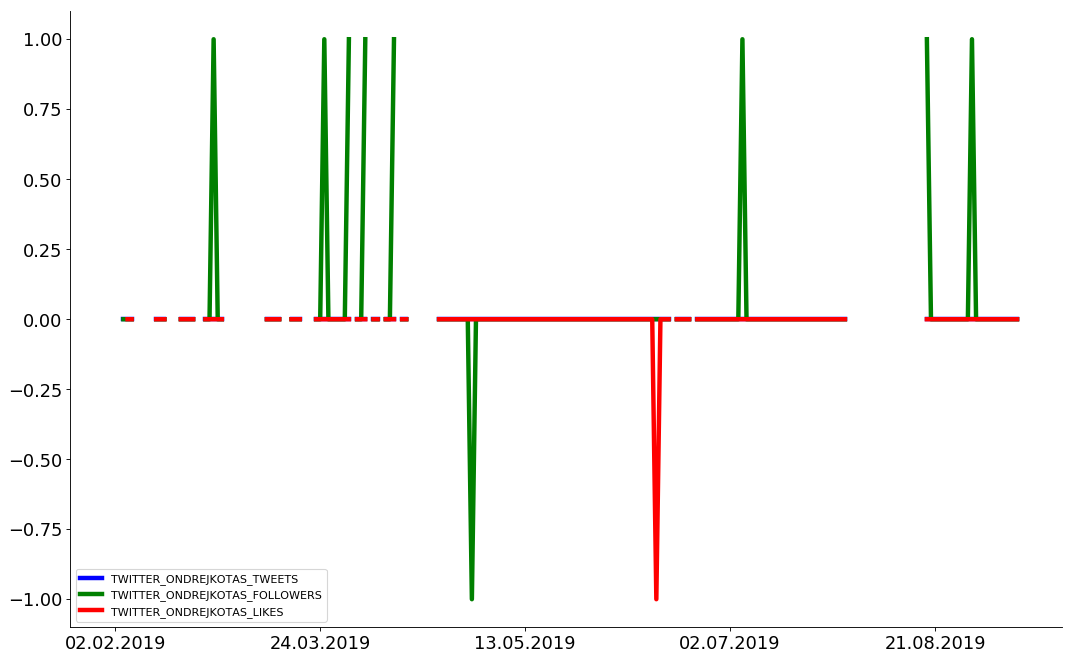 1.00
0.75
0.50
0.25
0.00
−0.25
−0.50
−0.75
−1.00
TWITTER_ONDREJKOTAS_TWEETS
TWITTER_ONDREJKOTAS_FOLLOWERS
TWITTER_ONDREJKOTAS_LIKES
02.02.2019 24.03.2019 13.05.2019 02.07.2019 21.08.2019